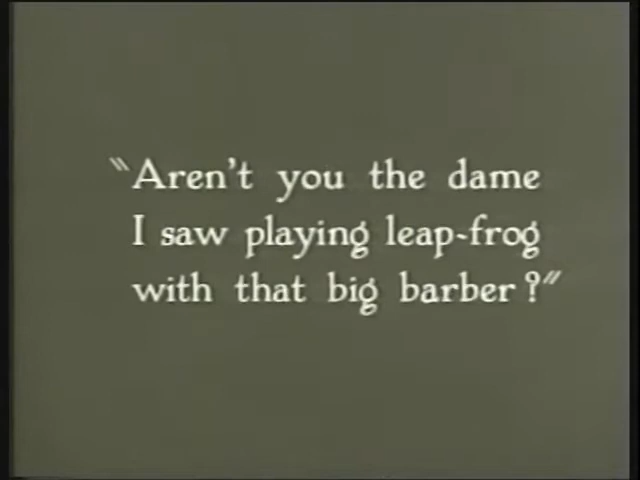 "Aren't you the dame
I saw playing leap-frog
with that big barber?"